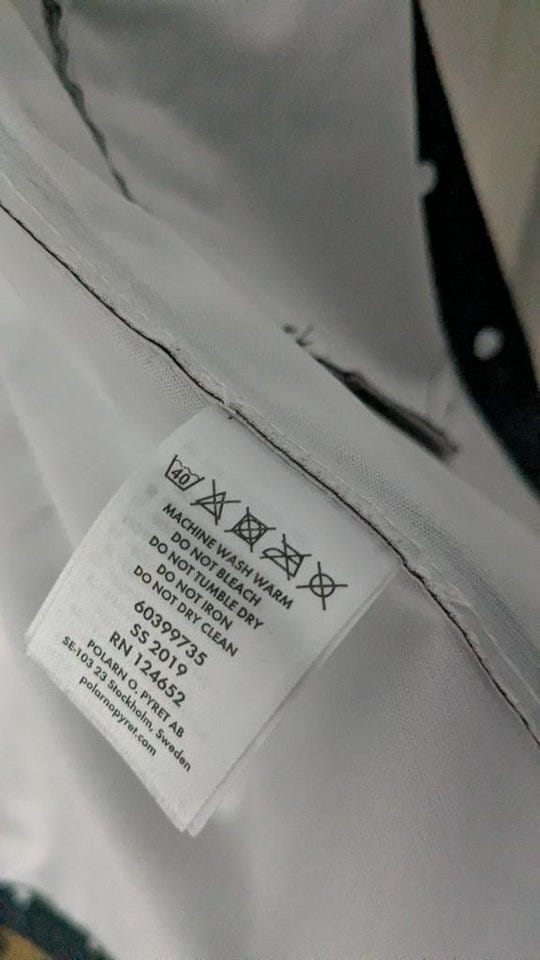 40
MACHINE WASH WARM
DO NOT BLEACH
DO NOT TUMBLE DRY
DO NOT IRON
DO NOT DRY CLEAN
60399735
SS 2019
RN 124652
POLARN O. PYRET AB
SE-103 23 Stockholm, Sweden
polarnopyret.com